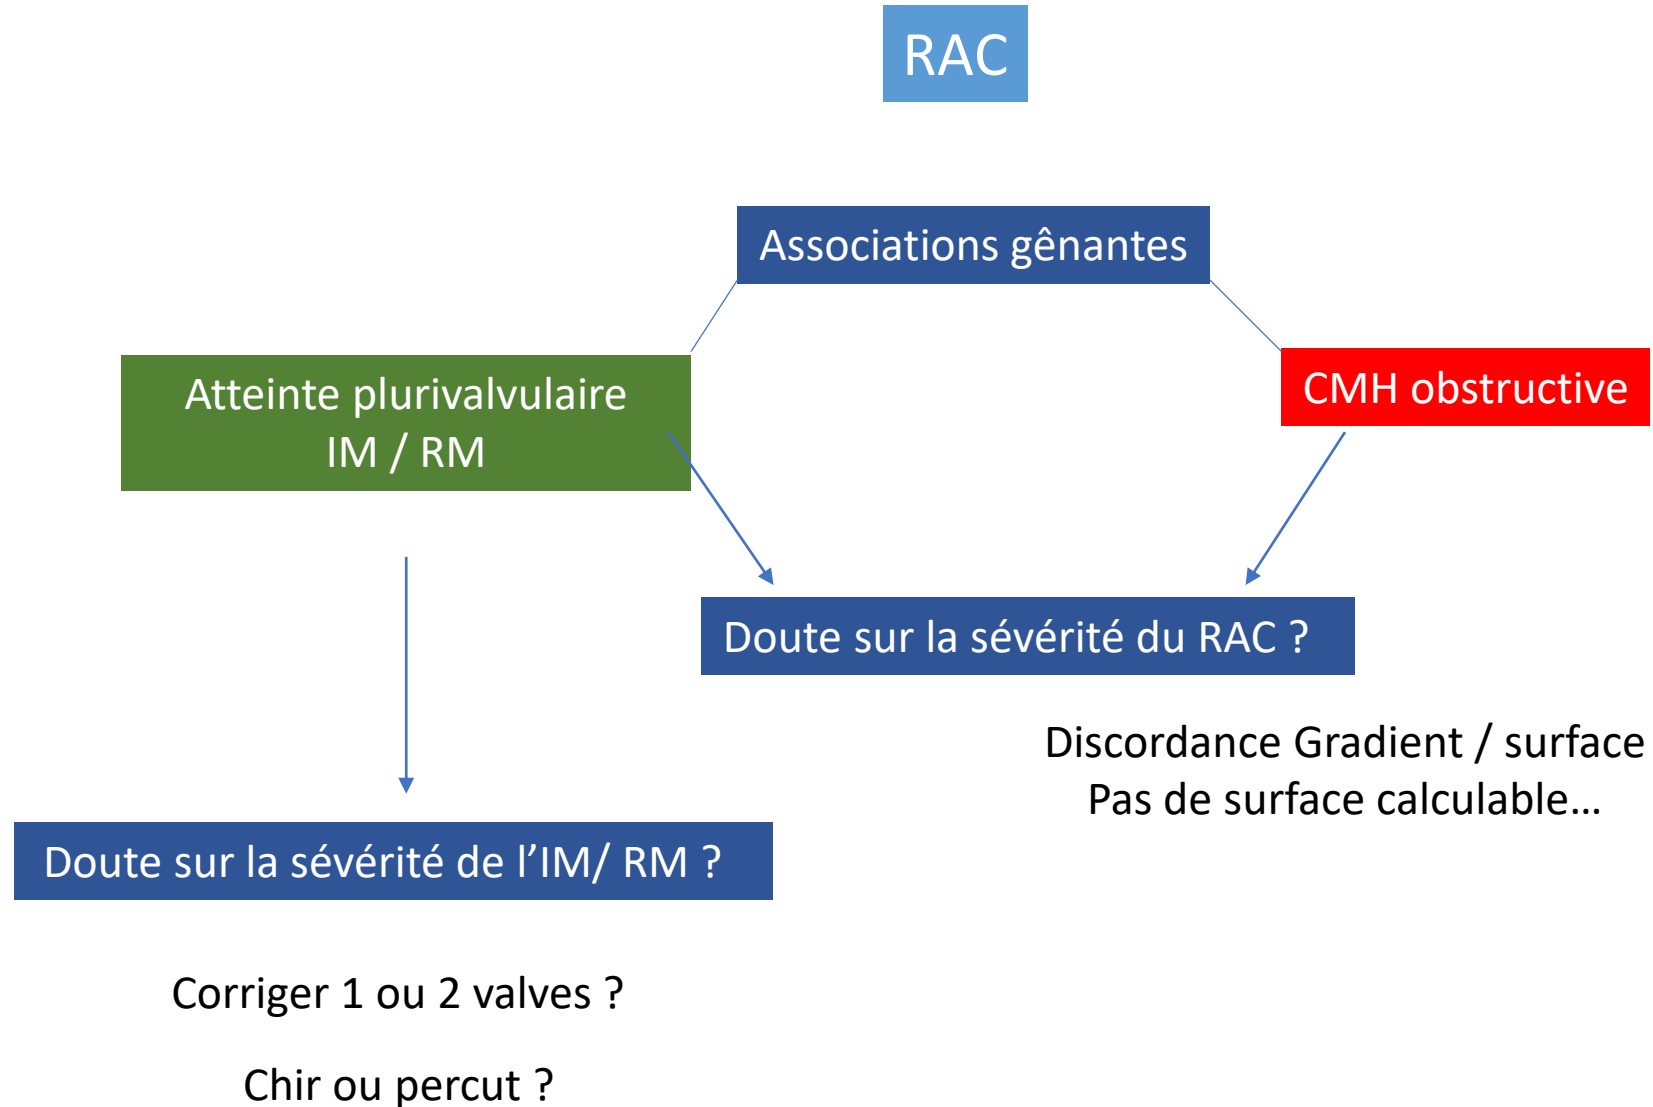 RAC
Associations gênantes
Atteinte plurivalvulaire
IM / RM
CMH obstructive
Doute sur la sévérité du RAC ?
Discordance Gradient / surface
Pas de surface calculable…
Doute sur la sévérité de l’IM/ RM ?
Corriger 1 ou 2 valves ?
Chir ou percut ?